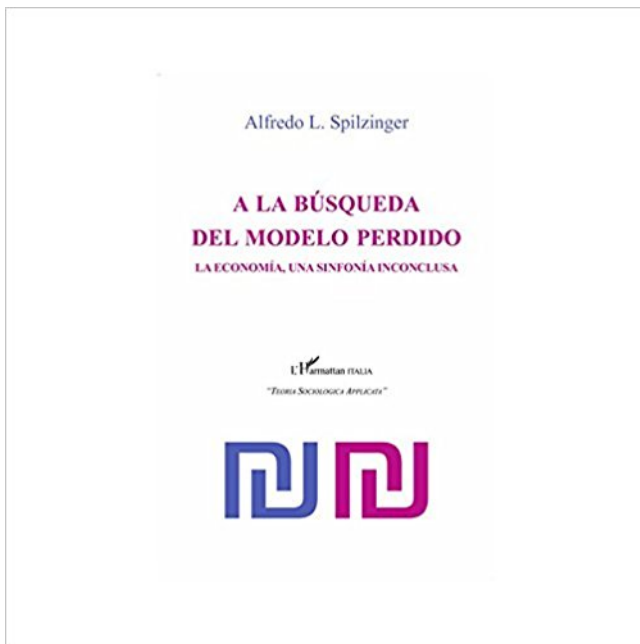 Alfredo L. Spilzinger
A LA BÚSQUEDA
DEL MODELO PERDIDO
LA ECONOMÍA, UNA SINFONÍA INCONCLUSA
L'Harmattan ITALIA
"TEORIA SOCIOLOGICA APPLICATA"